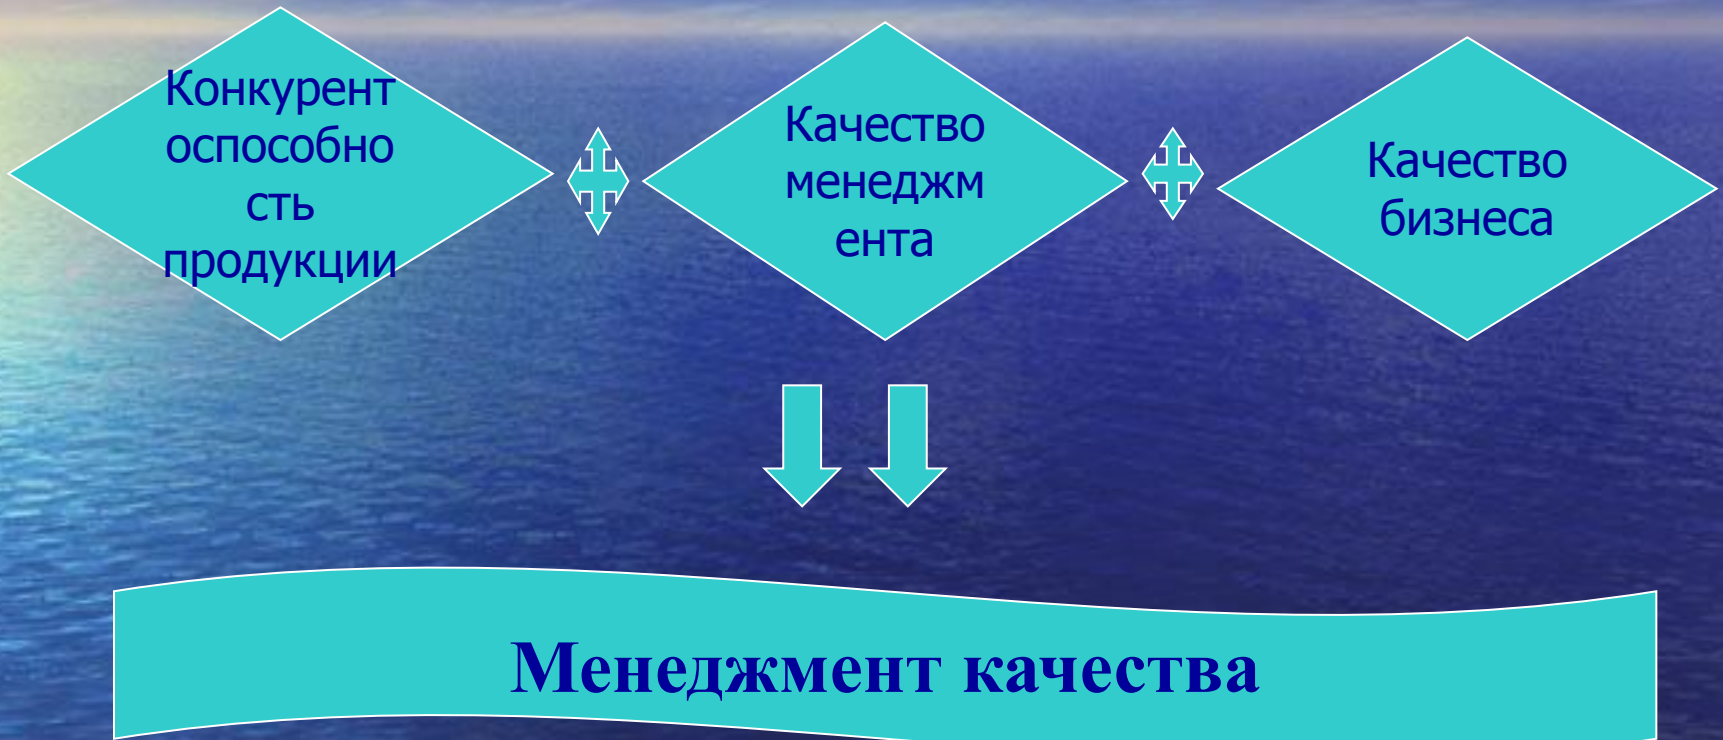 Конкурент
оспособно
сть
продукции
Качество
менеджм
ента
Качество
бизнеса
Менеджмент качества